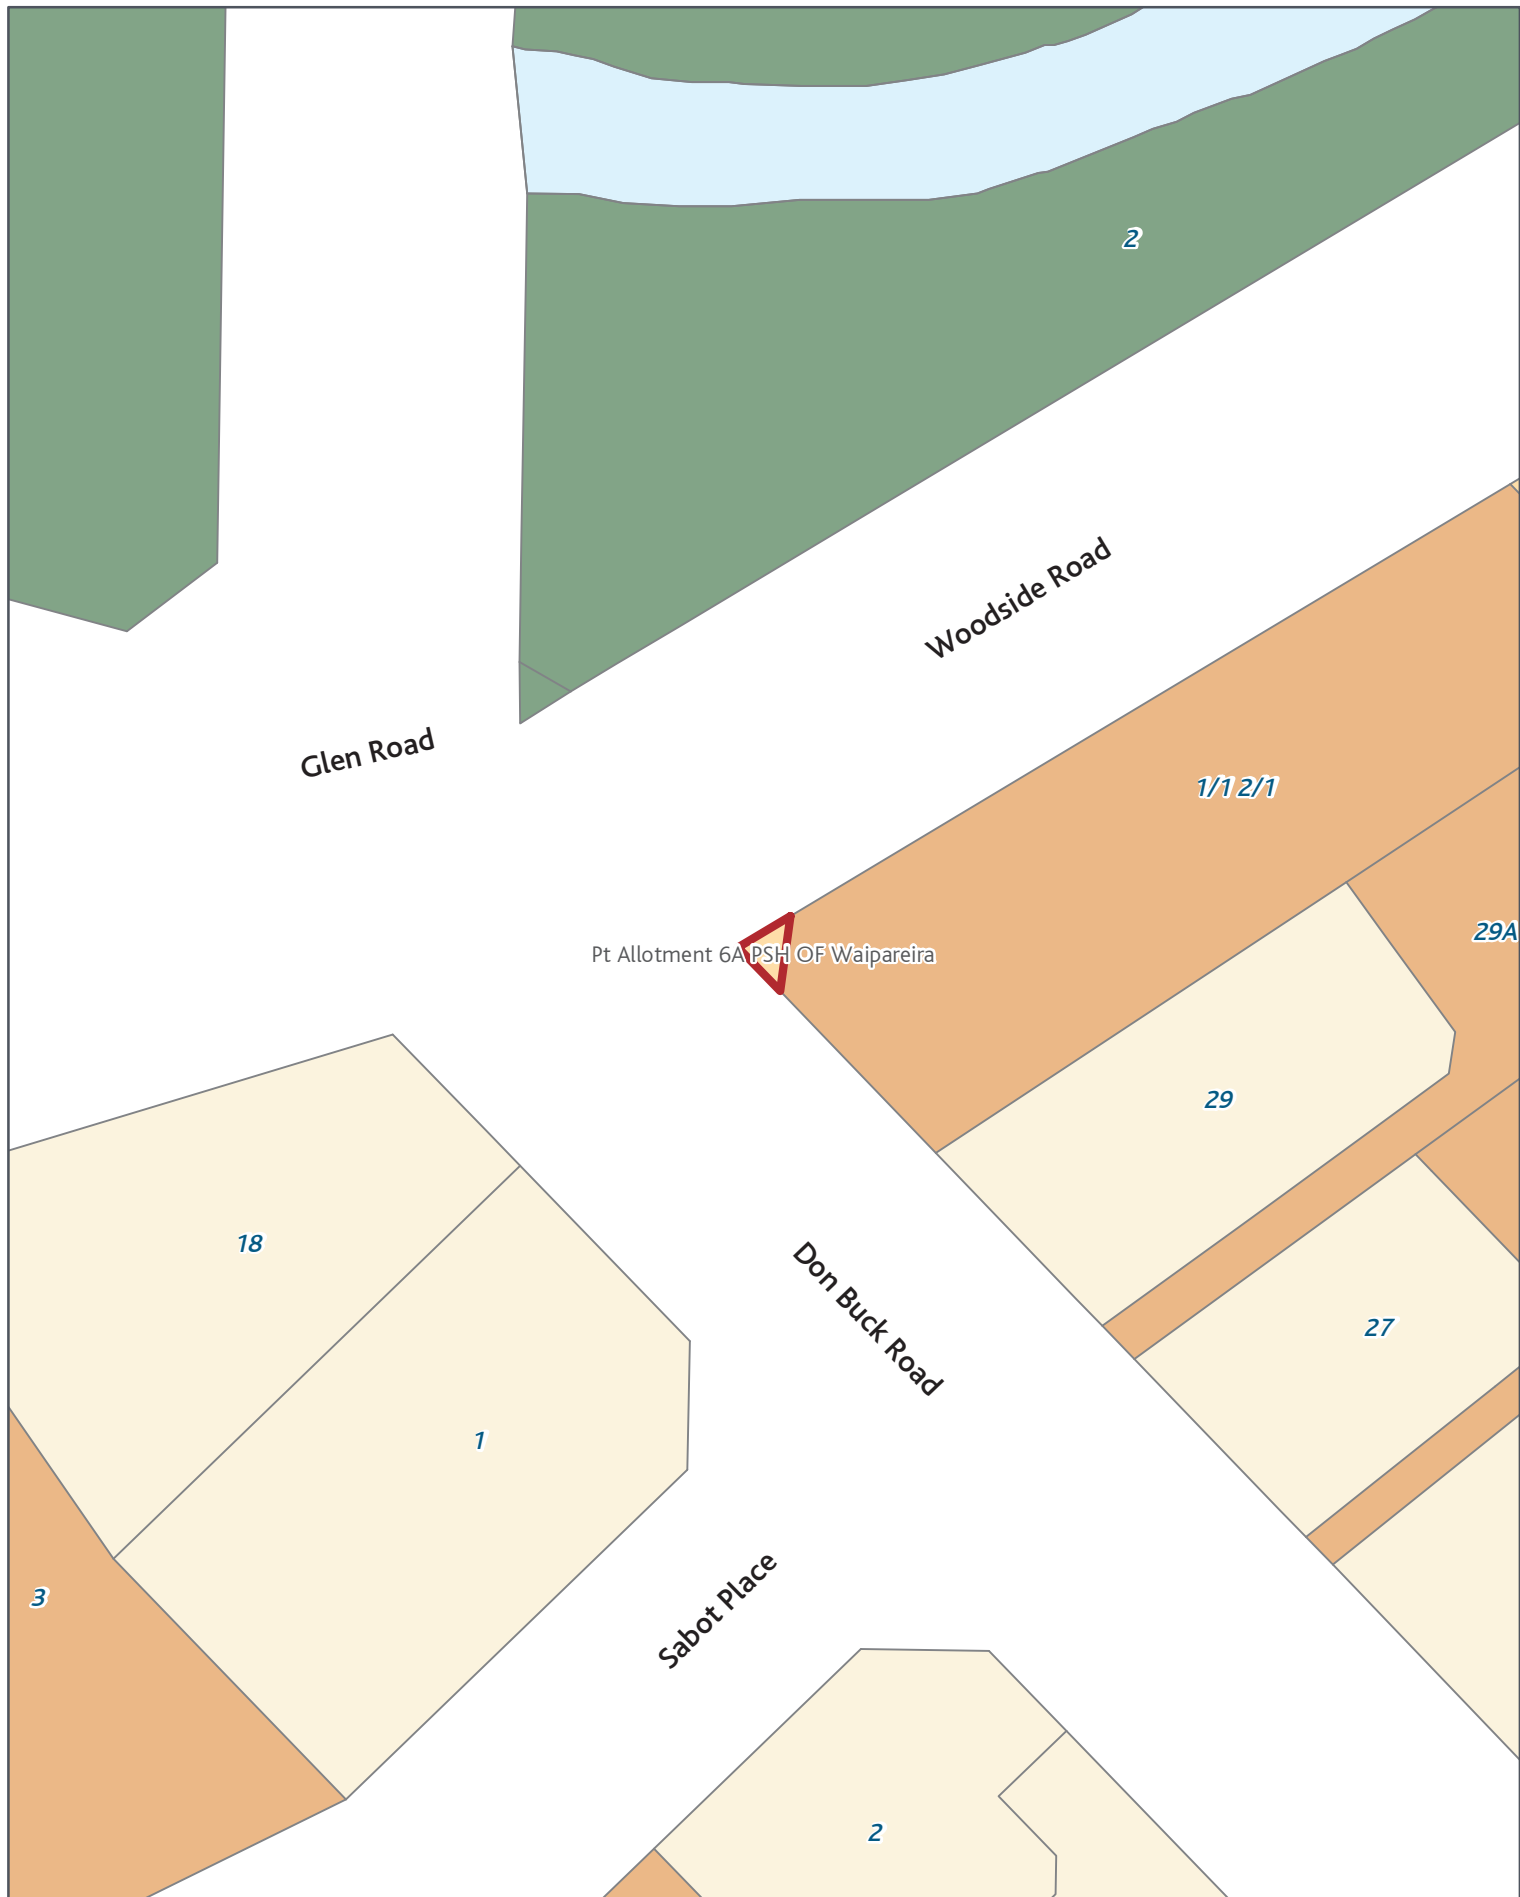 2
Woodside Road
Glen Road
1/1 2/1
29A
Pt Allotment 6A PSH OF Waipareira
29
18
27
Don Buck Road
1
3
Sabot Place
2